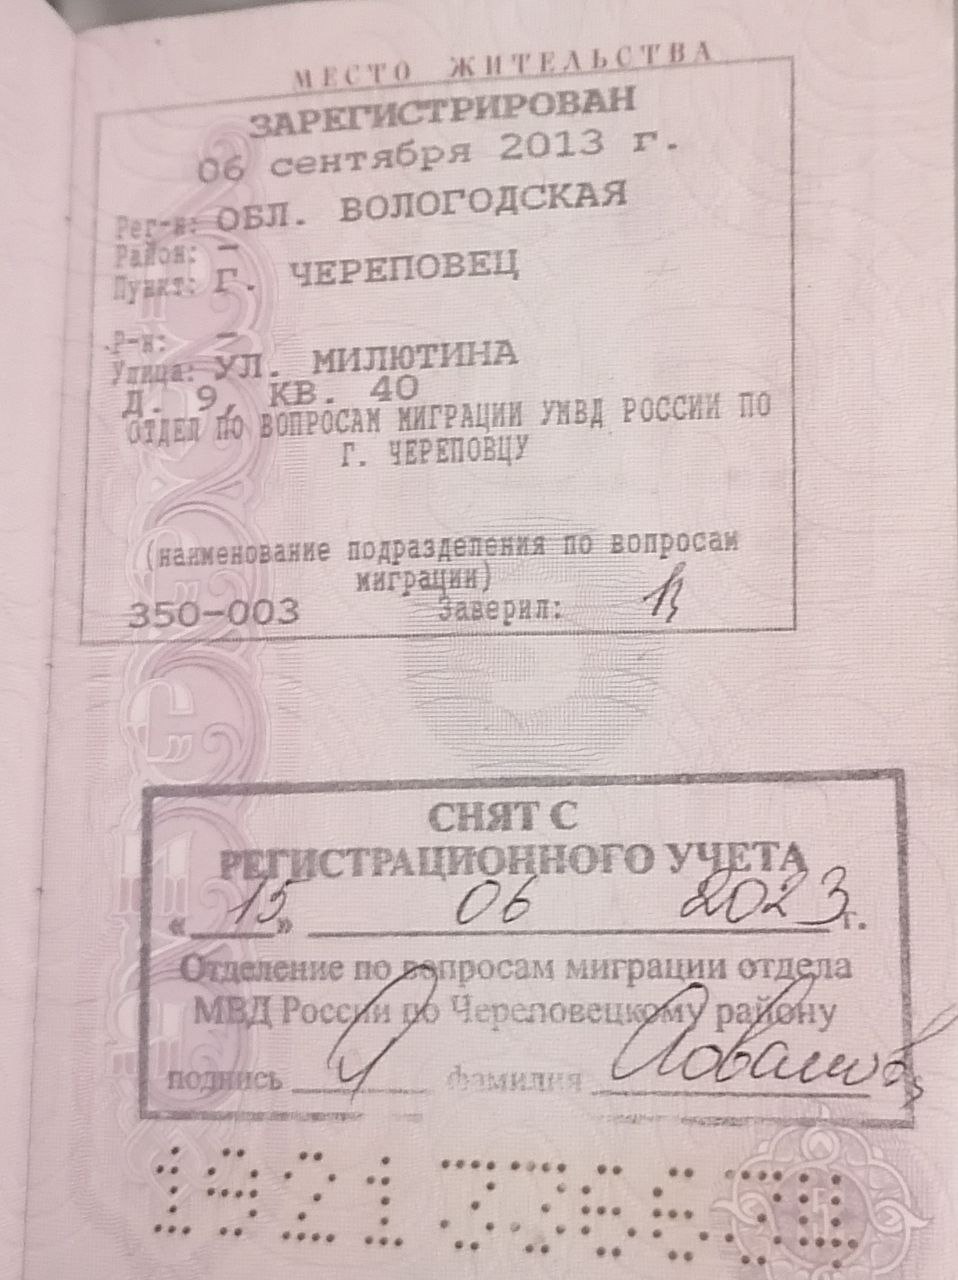 МЕСТО ЖИТЕЛЬСТВА
ЗАРЕГИСТРИРОВАН
06 сентября 2013 г.
Рег-н: ОБЛ. ВОЛОГОДСКАЯ
Район: –
Пункт: Г. ЧЕРЕПОВЕЦ
Р-н: –
Улица: УЛ. МИЛЮТИНА
Д. 9, КВ. 40
ОТДЕЛ ПО ВОПРОСАМ МИГРАЦИИ УМВД РОССИИ ПО
Г. ЧЕРЕПОВЦУ
(наименование подразделения по вопросам
миграции)
350-003 Заверил:
СНЯТ С
РЕГИСТРАЦИОННОГО УЧЕТА
«15» 06 2023 г.
Отделение по вопросам миграции отдела
МВД России по Череповецкому району
подпись фамилия
5